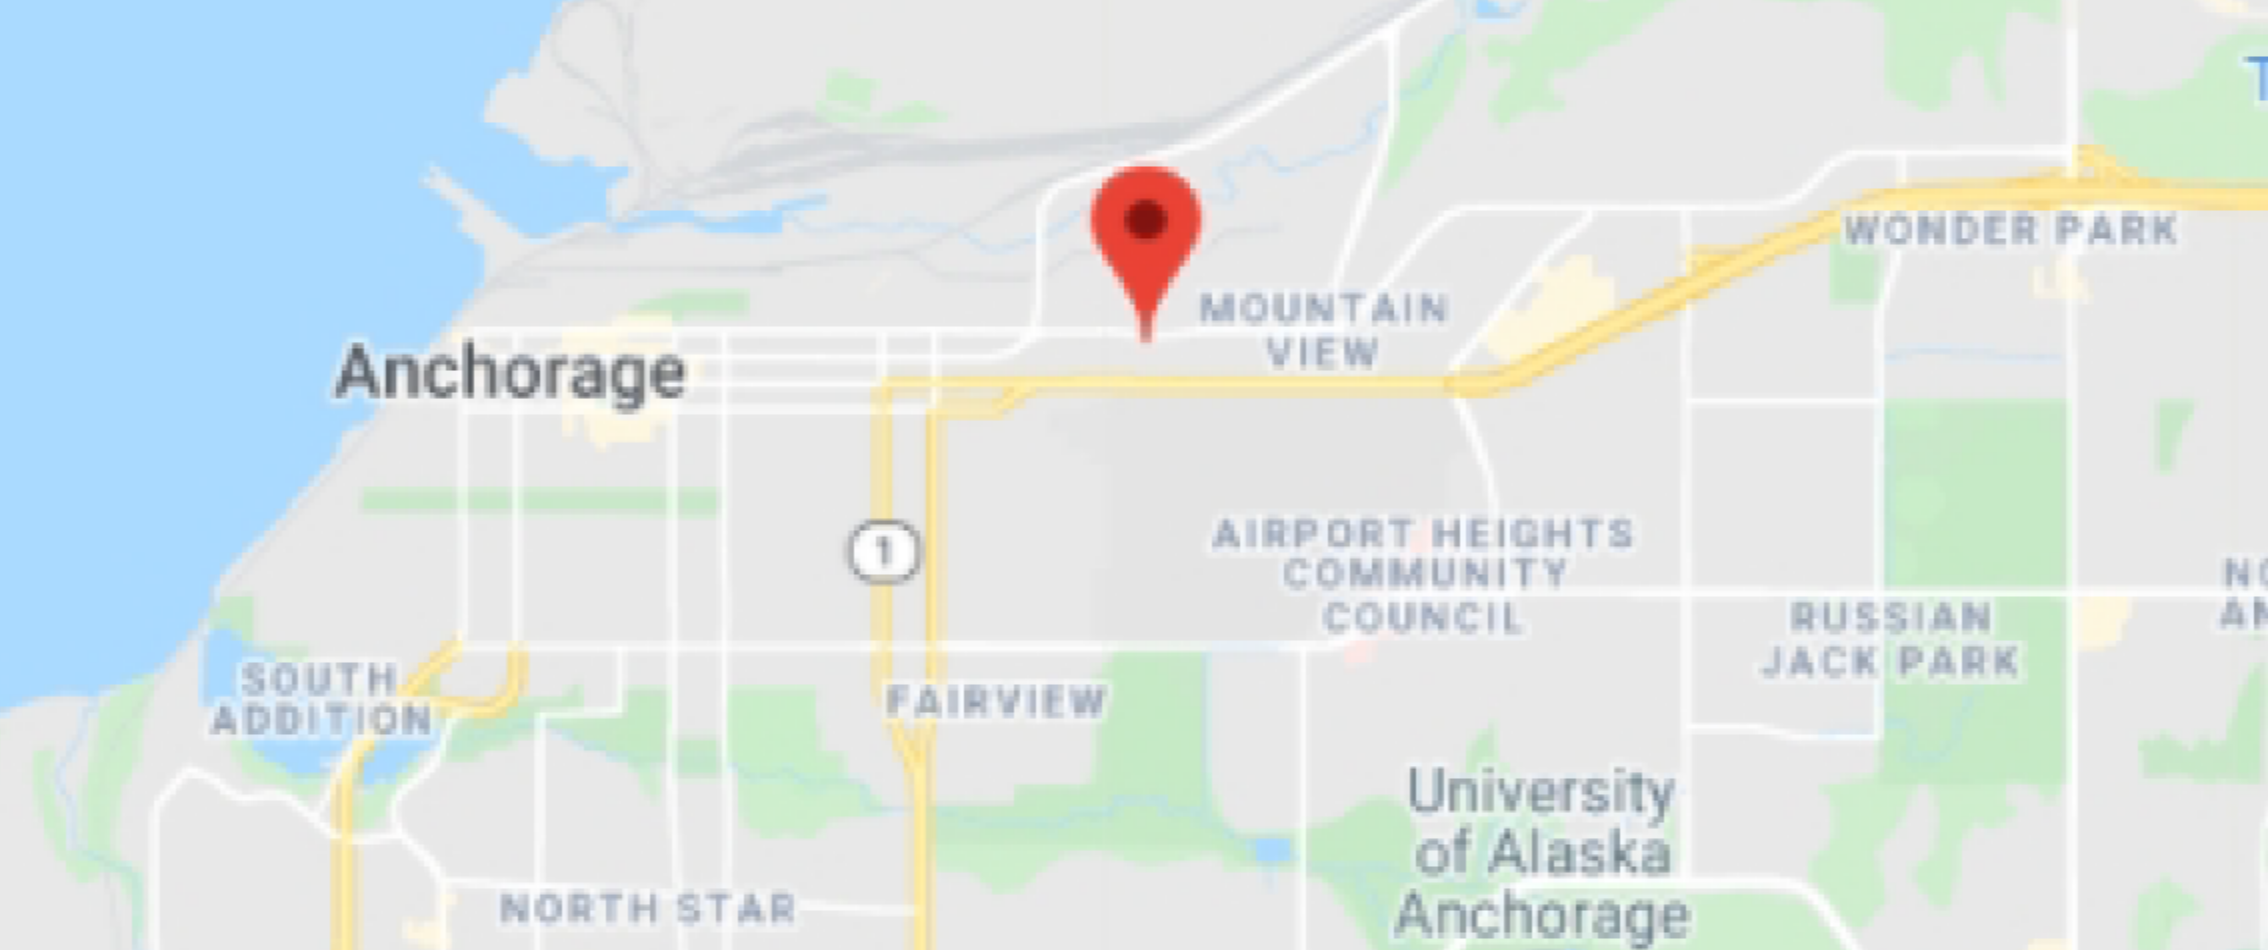 WONDER PARK
MOUNTAIN
VIEW
Anchorage
1
AIRPORT HEIGHTS
COMMUNITY
COUNCIL
RUSSIAN
JACK PARK
SOUTH
ADDITION
FAIRVIEW
University
of Alaska
Anchorage
NORTH STAR